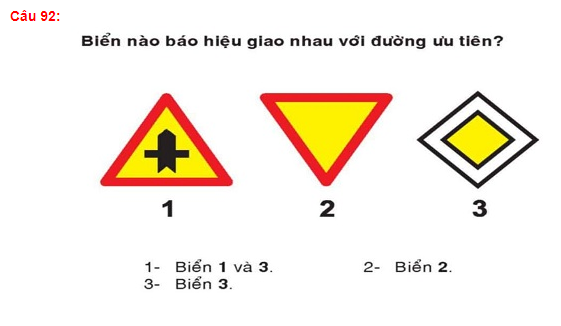 Câu 92:
Biển nào báo hiệu giao nhau với đường ưu tiên?
1 2 3
1- Biển 1 và 3. 2- Biển 2.
3- Biển 3.